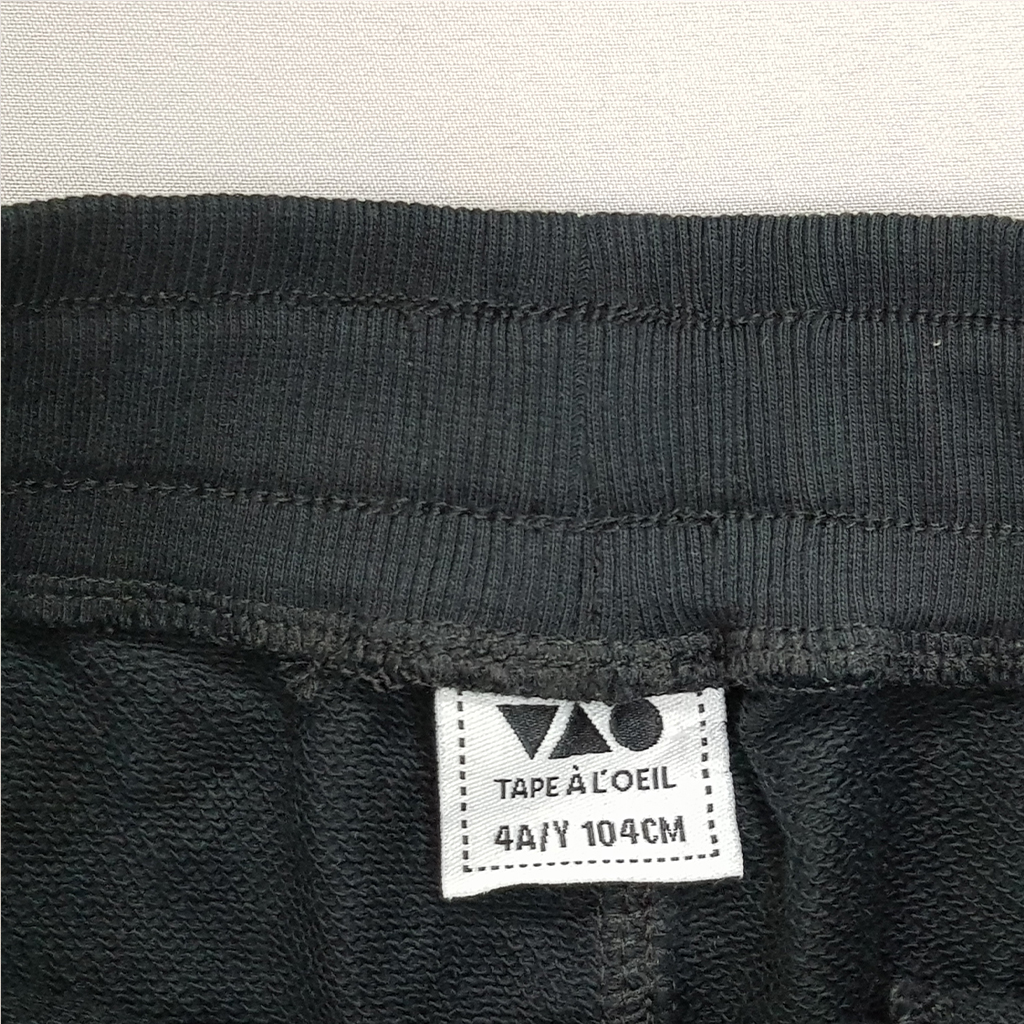 TAPE À L'OEIL
4A/Y 104CM